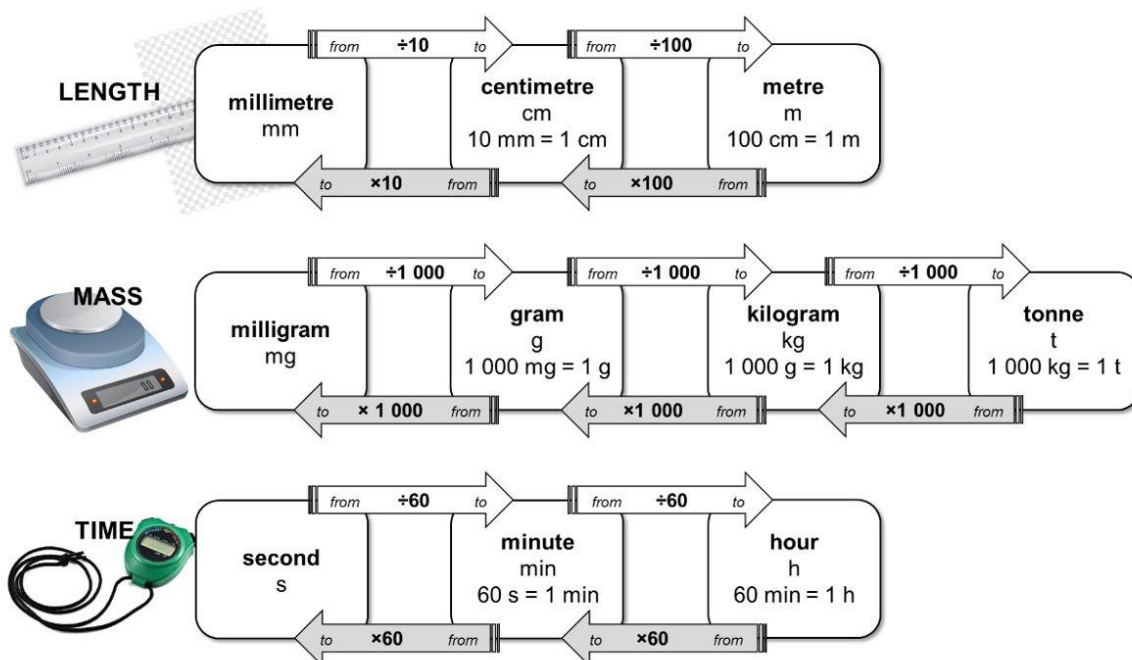 from ÷10 to from ÷100 to
LENGTH
millimetre
mm
centimetre
cm
10 mm = 1 cm
metre
m
100 cm = 1 m
to ×10 from to ×100 from
from ÷1 000 to from ÷1 000 to from ÷1 000 to
MASS
milligram
mg
gram
g
1 000 mg = 1 g
kilogram
kg
1 000 g = 1 kg
tonne
t
1 000 kg = 1 t
to × 1 000 from to ×1 000 from to ×1 000 from
from ÷60 to from ÷60 to
TIME
second
s
minute
min
60 s = 1 min
hour
h
60 min = 1 h
to ×60 from to ×60 from